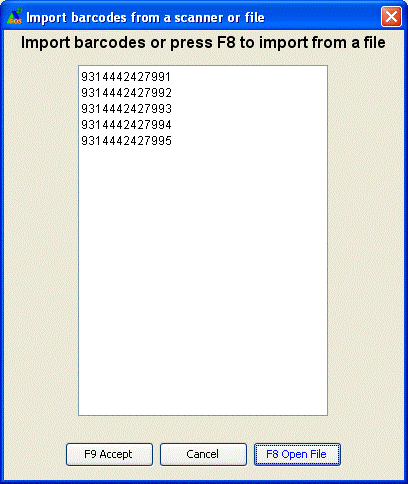 Import barcodes from a scanner or file
Import barcodes or press F8 to import from a file
9314442427991
9314442427992
9314442427993
9314442427994
9314442427995
F9 Accept Cancel F8 Open File